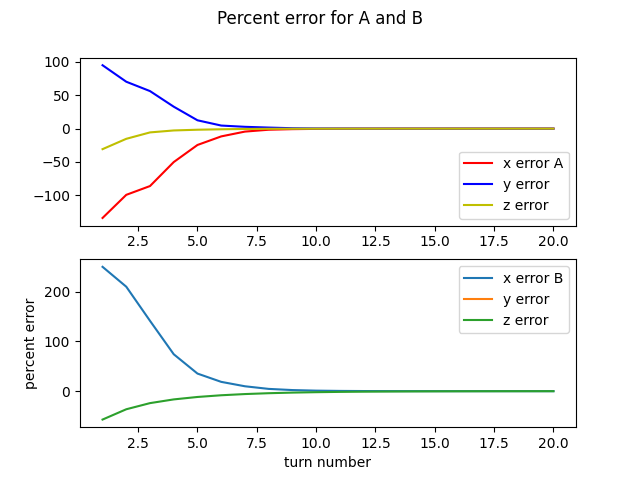 Percent error for A and B
100
50
0
−50
−100
x error A
y error
z error
2.5 5.0 7.5 10.0 12.5 15.0 17.5 20.0
percent error
200
100
0
x error B
y error
z error
2.5 5.0 7.5 10.0 12.5 15.0 17.5 20.0
turn number